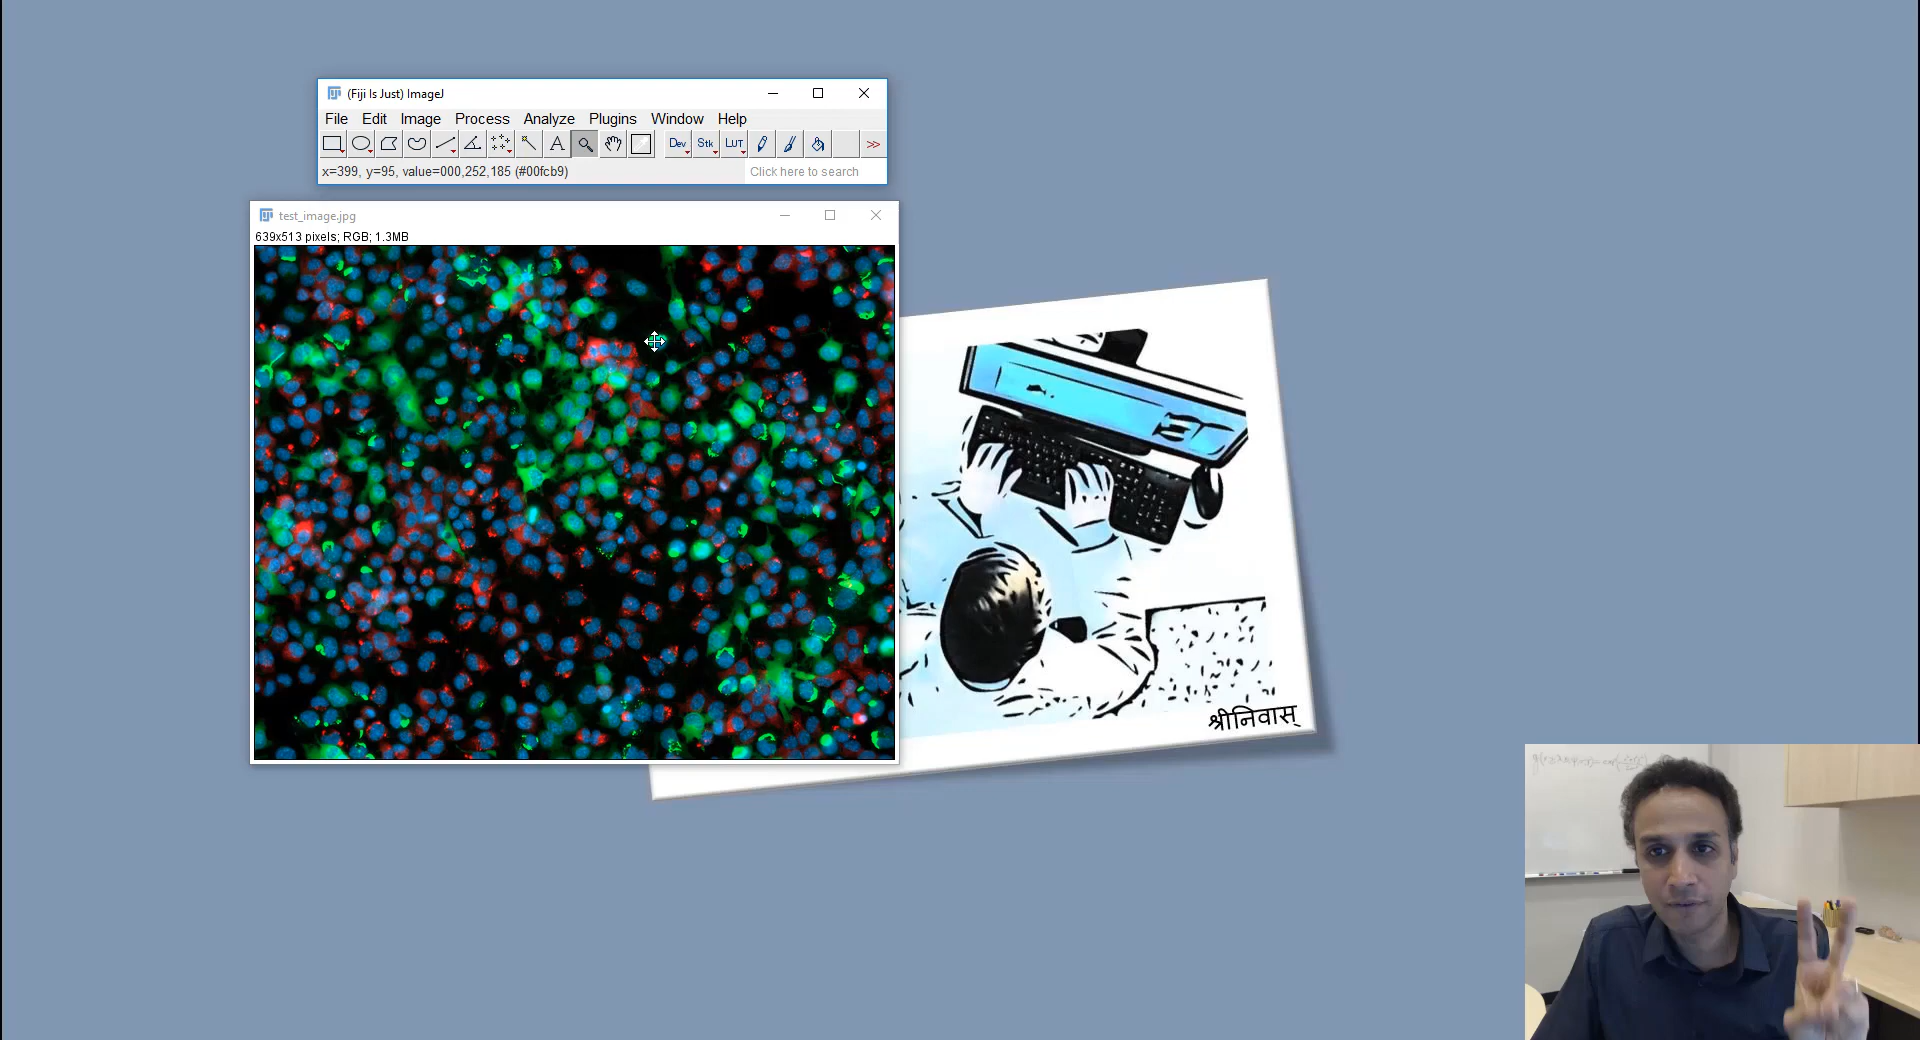 (Fiji Is Just) ImageJ
File Edit Image Process Analyze Plugins Window Help
Dev Stk LUT >>
x=399, y=95, value=000,252,185 (#00fcb9)
Click here to search
test_image.jpg
639x513 pixels; RGB; 1.3MB
श्रीनिवास्